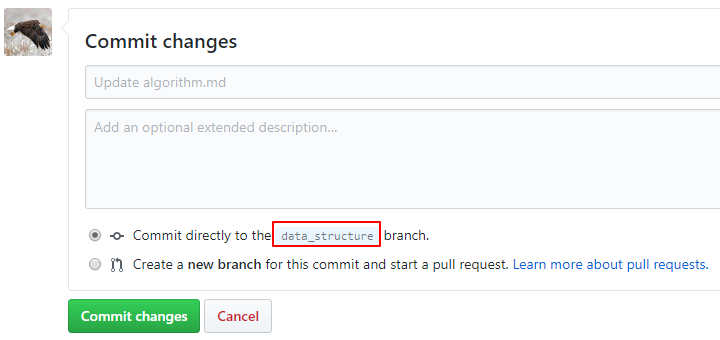 Commit changes
Update algorithm.md
Add an optional extended description...
Commit directly to the data_structure branch.
Create a new branch for this commit and start a pull request. Learn more about pull requests.
Commit changes Cancel